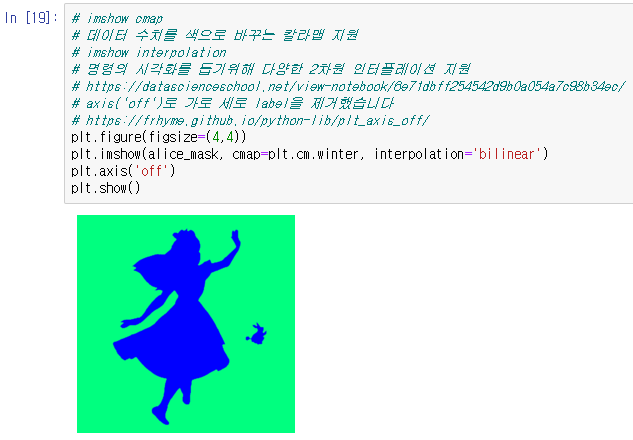 In [19]:
# imshow cmap
# 데이터 수치를 색으로 바꾸는 칼라맵 지원
# imshow interpolation
# 명령의 시각화를 돕기위해 다양한 2차원 인터플레이션 지원
# https://datascienceschool.net/view-notebook/6e71dbff254542d9b0a054a7c98b34ec/
# axis('off')로 가로 세로 label을 제거했습니다
# https://frhyme.github.io/python-lib/plt_axis_off/
plt.figure(figsize=(4,4))
plt.imshow(alice_mask, cmap=plt.cm.winter, interpolation='bilinear')
plt.axis('off')
plt.show()